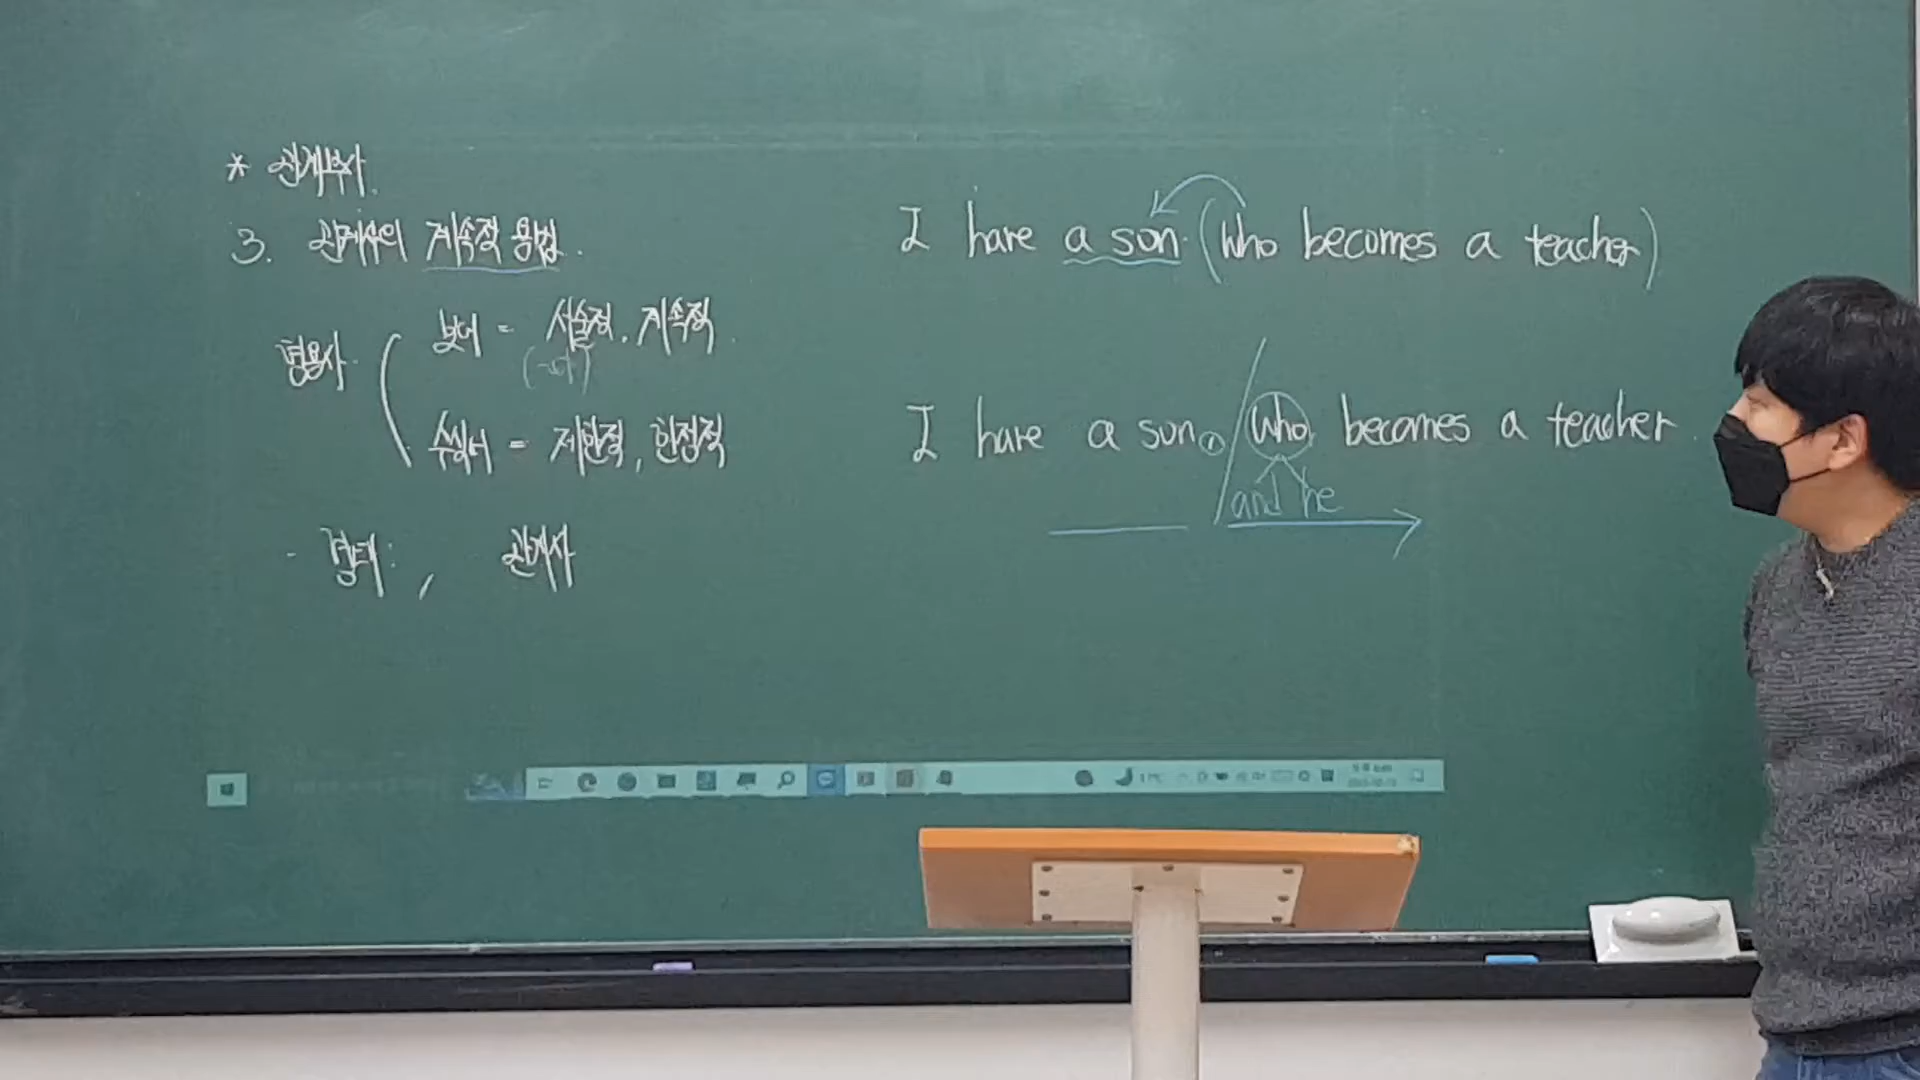 * 관계부사.
3. 관계사의 계속적 용법.
형용사
보어 = 서술적, 계속적.
수식어 = 제한적, 한정적
- 형태: , 관계사
I have a son (who becomes a teacher)
I have a son, who becomes a teacher.
and he